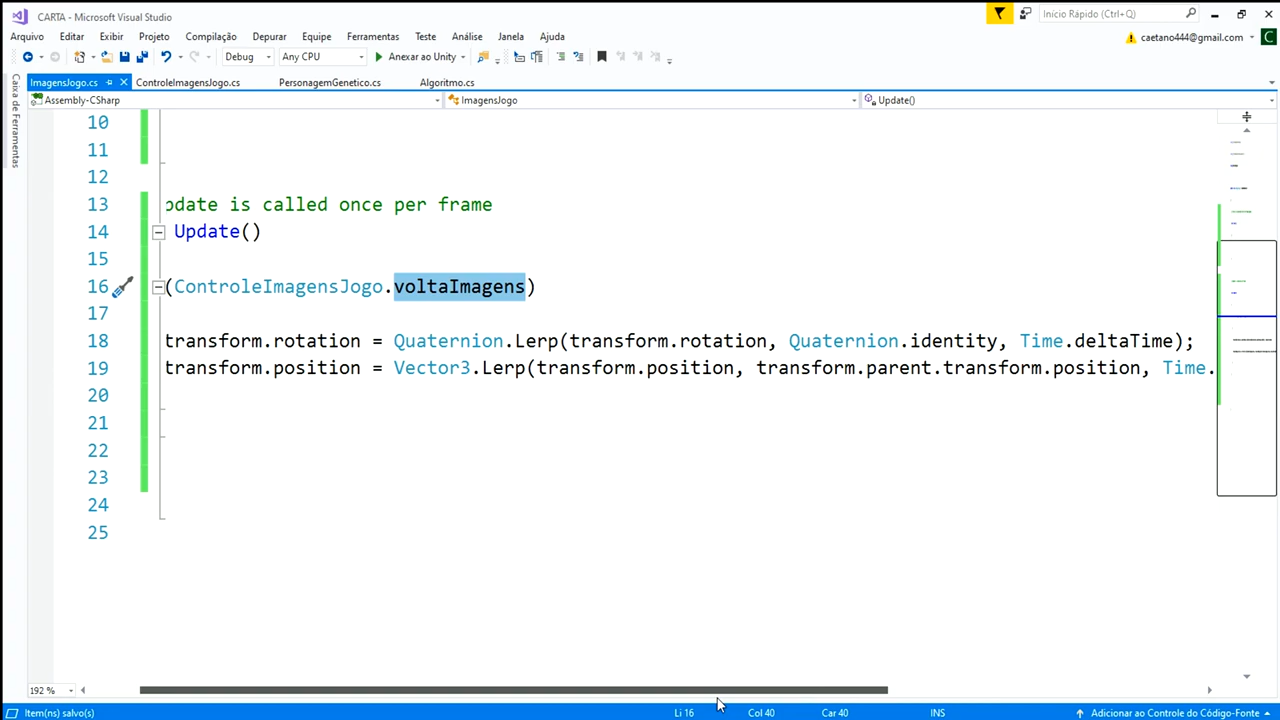 CARTA - Microsoft Visual Studio
Início Rápido (Ctrl+Q)
Arquivo Editar Exibir Projeto Compilação Depurar Equipe Ferramentas Teste Análise Janela Ajuda
caetano444@gmail.com C
Debug Any CPU Anexar ao Unity
Caixa de Ferramentas
ImagensJogo.cs ControleImagensJogo.cs PersonagemGenetico.cs Algoritmo.cs
Assembly-CSharp ImagensJogo Update()
10
11
12
13 pdate is called once per frame
14 Update()
15
16 (ControleImagensJogo.voltaImagens)
17
18 transform.rotation = Quaternion.Lerp(transform.rotation, Quaternion.identity, Time.deltaTime);
19 transform.position = Vector3.Lerp(transform.position, transform.parent.transform.position, Time.
20
21
22
23
24
25
192 %
Item(ns) salvo(s) Li 16 Col 40 Car 40 INS Adicionar ao Controle do Código-Fonte